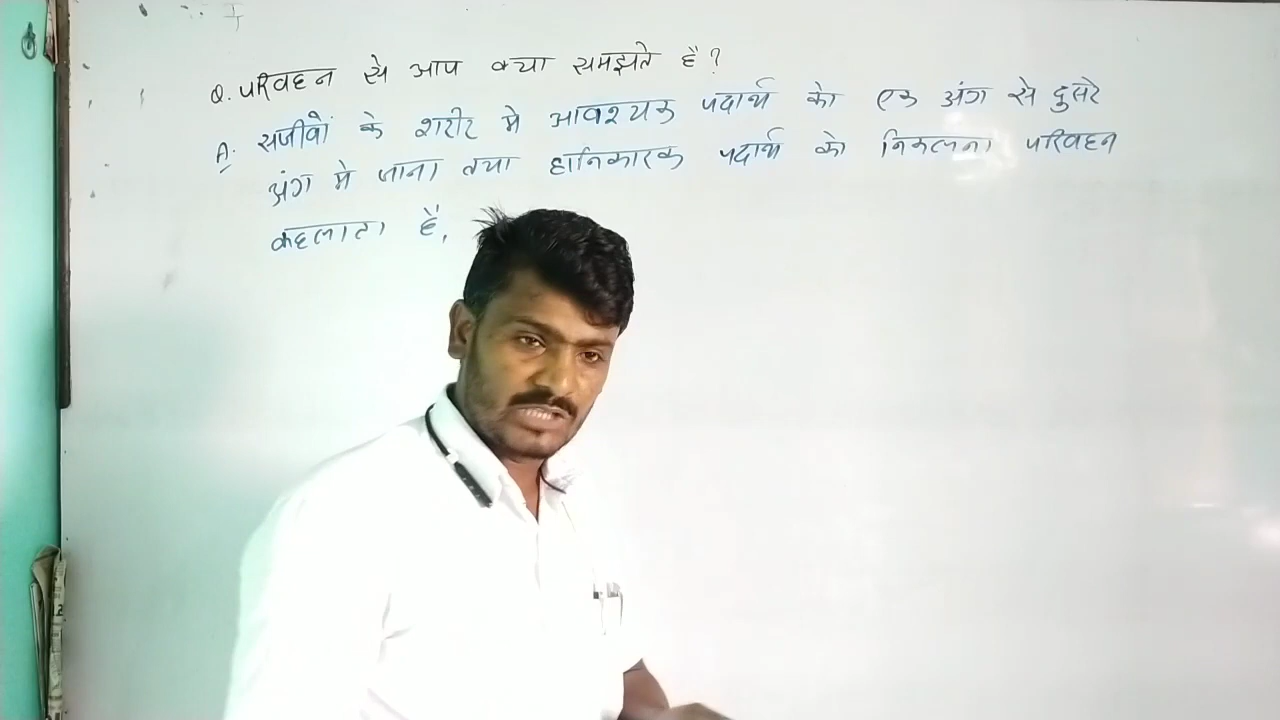 Q. परिवहन से आप क्या समझते है?
A. सजीवों के शरीर मे आवश्यक पदार्थ को एक अंग से दुसरे
अंग मे जाना तथा हानिकारक पदार्थ को निकलना परिवहन
कहलाता है,